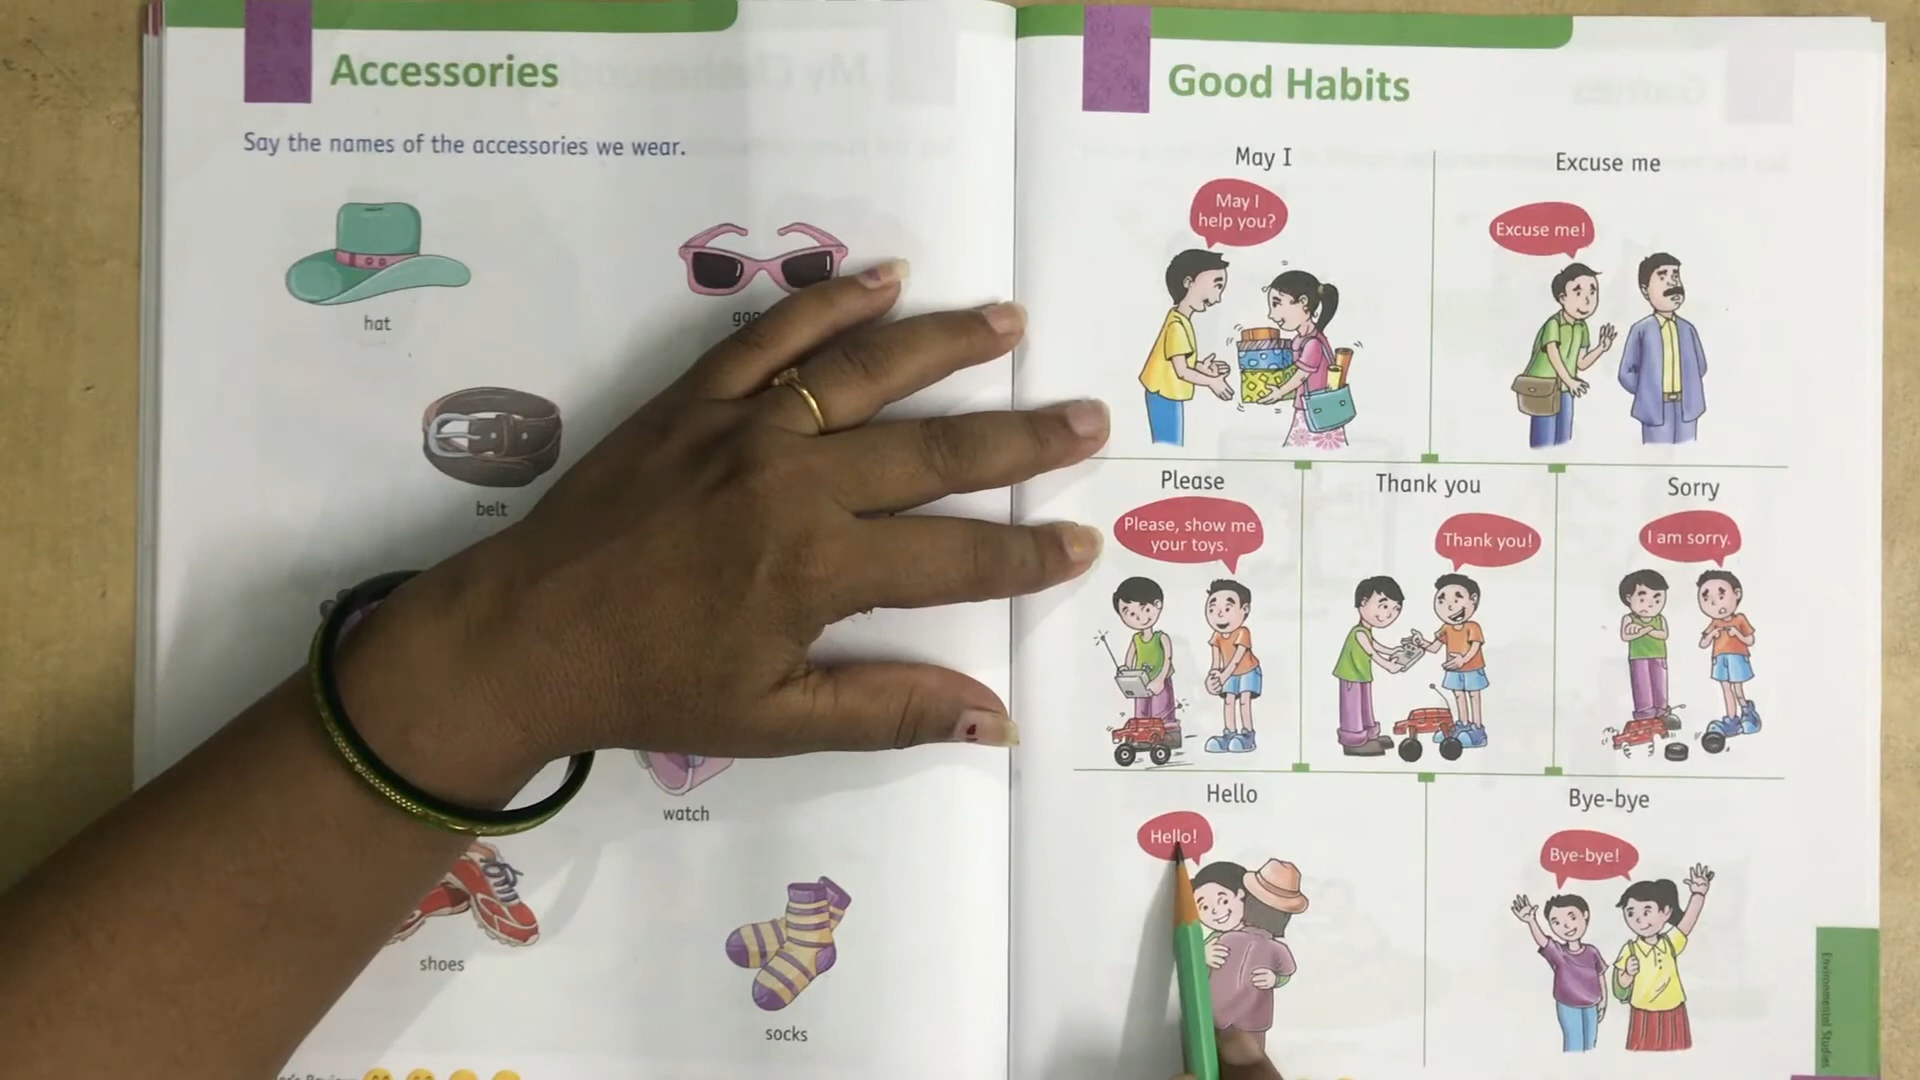 Accessories
Say the names of the accessories we wear.
hat
belt
watch
shoes
socks
Good Habits
May I
May I
help you?
Excuse me
Excuse me!
Please
Please, show me
your toys.
Thank you
Thank you!
Sorry
I am sorry.
Hello
Hello!
Bye-bye
Bye-bye!
Environmental Studies